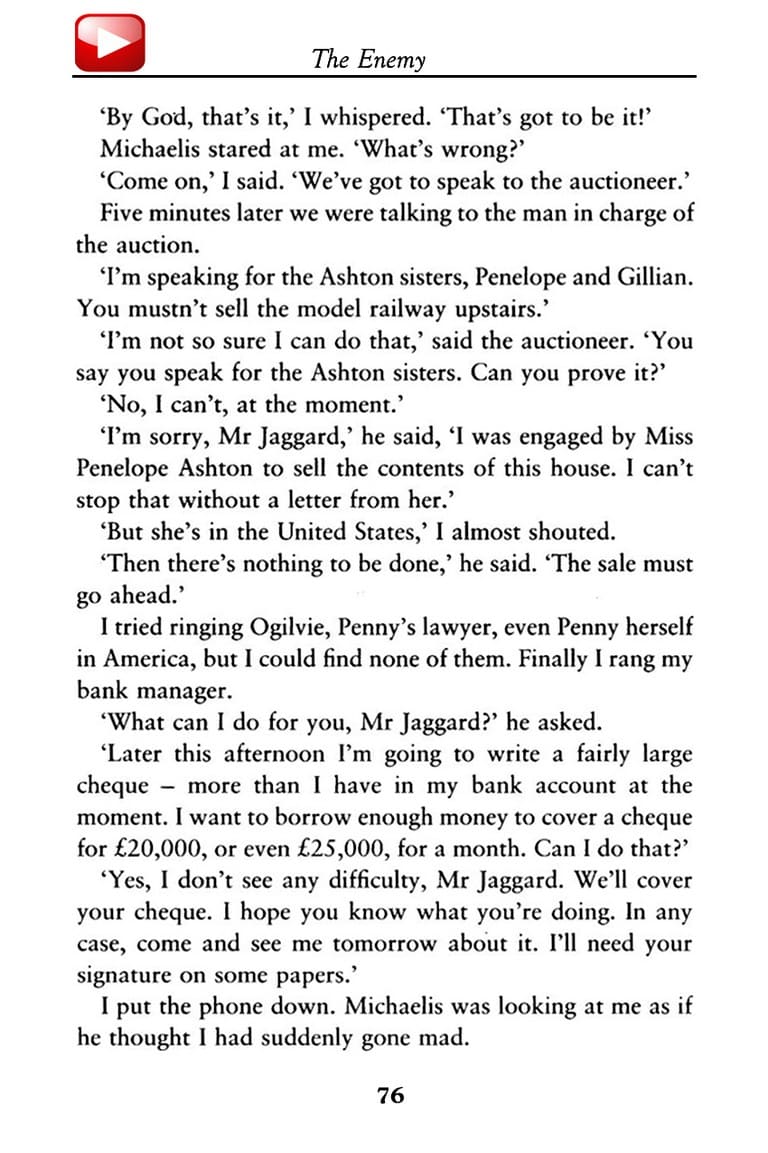 The Enemy
‘By God, that’s it,’ I whispered. ‘That’s got to be it!’
Michaelis stared at me. ‘What’s wrong?’
‘Come on,’ I said. ‘We’ve got to speak to the auctioneer.’
Five minutes later we were talking to the man in charge of
the auction.
‘I’m speaking for the Ashton sisters, Penelope and Gillian.
You mustn’t sell the model railway upstairs.’
‘I’m not so sure I can do that,’ said the auctioneer. ‘You
say you speak for the Ashton sisters. Can you prove it?’
‘No, I can’t, at the moment.’
‘I’m sorry, Mr Jaggard,’ he said, ‘I was engaged by Miss
Penelope Ashton to sell the contents of this house. I can’t
stop that without a letter from her.’
‘But she’s in the United States,’ I almost shouted.
‘Then there’s nothing to be done,’ he said. ‘The sale must
go ahead.’
I tried ringing Ogilvie, Penny’s lawyer, even Penny herself
in America, but I could find none of them. Finally I rang my
bank manager.
‘What can I do for you, Mr Jaggard?’ he asked.
‘Later this afternoon I’m going to write a fairly large
cheque – more than I have in my bank account at the
moment. I want to borrow enough money to cover a cheque
for £20,000, or even £25,000, for a month. Can I do that?’
‘Yes, I don’t see any difficulty, Mr Jaggard. We’ll cover
your cheque. I hope you know what you’re doing. In any
case, come and see me tomorrow about it. I’ll need your
signature on some papers.’
I put the phone down. Michaelis was looking at me as if
he thought I had suddenly gone mad.
76